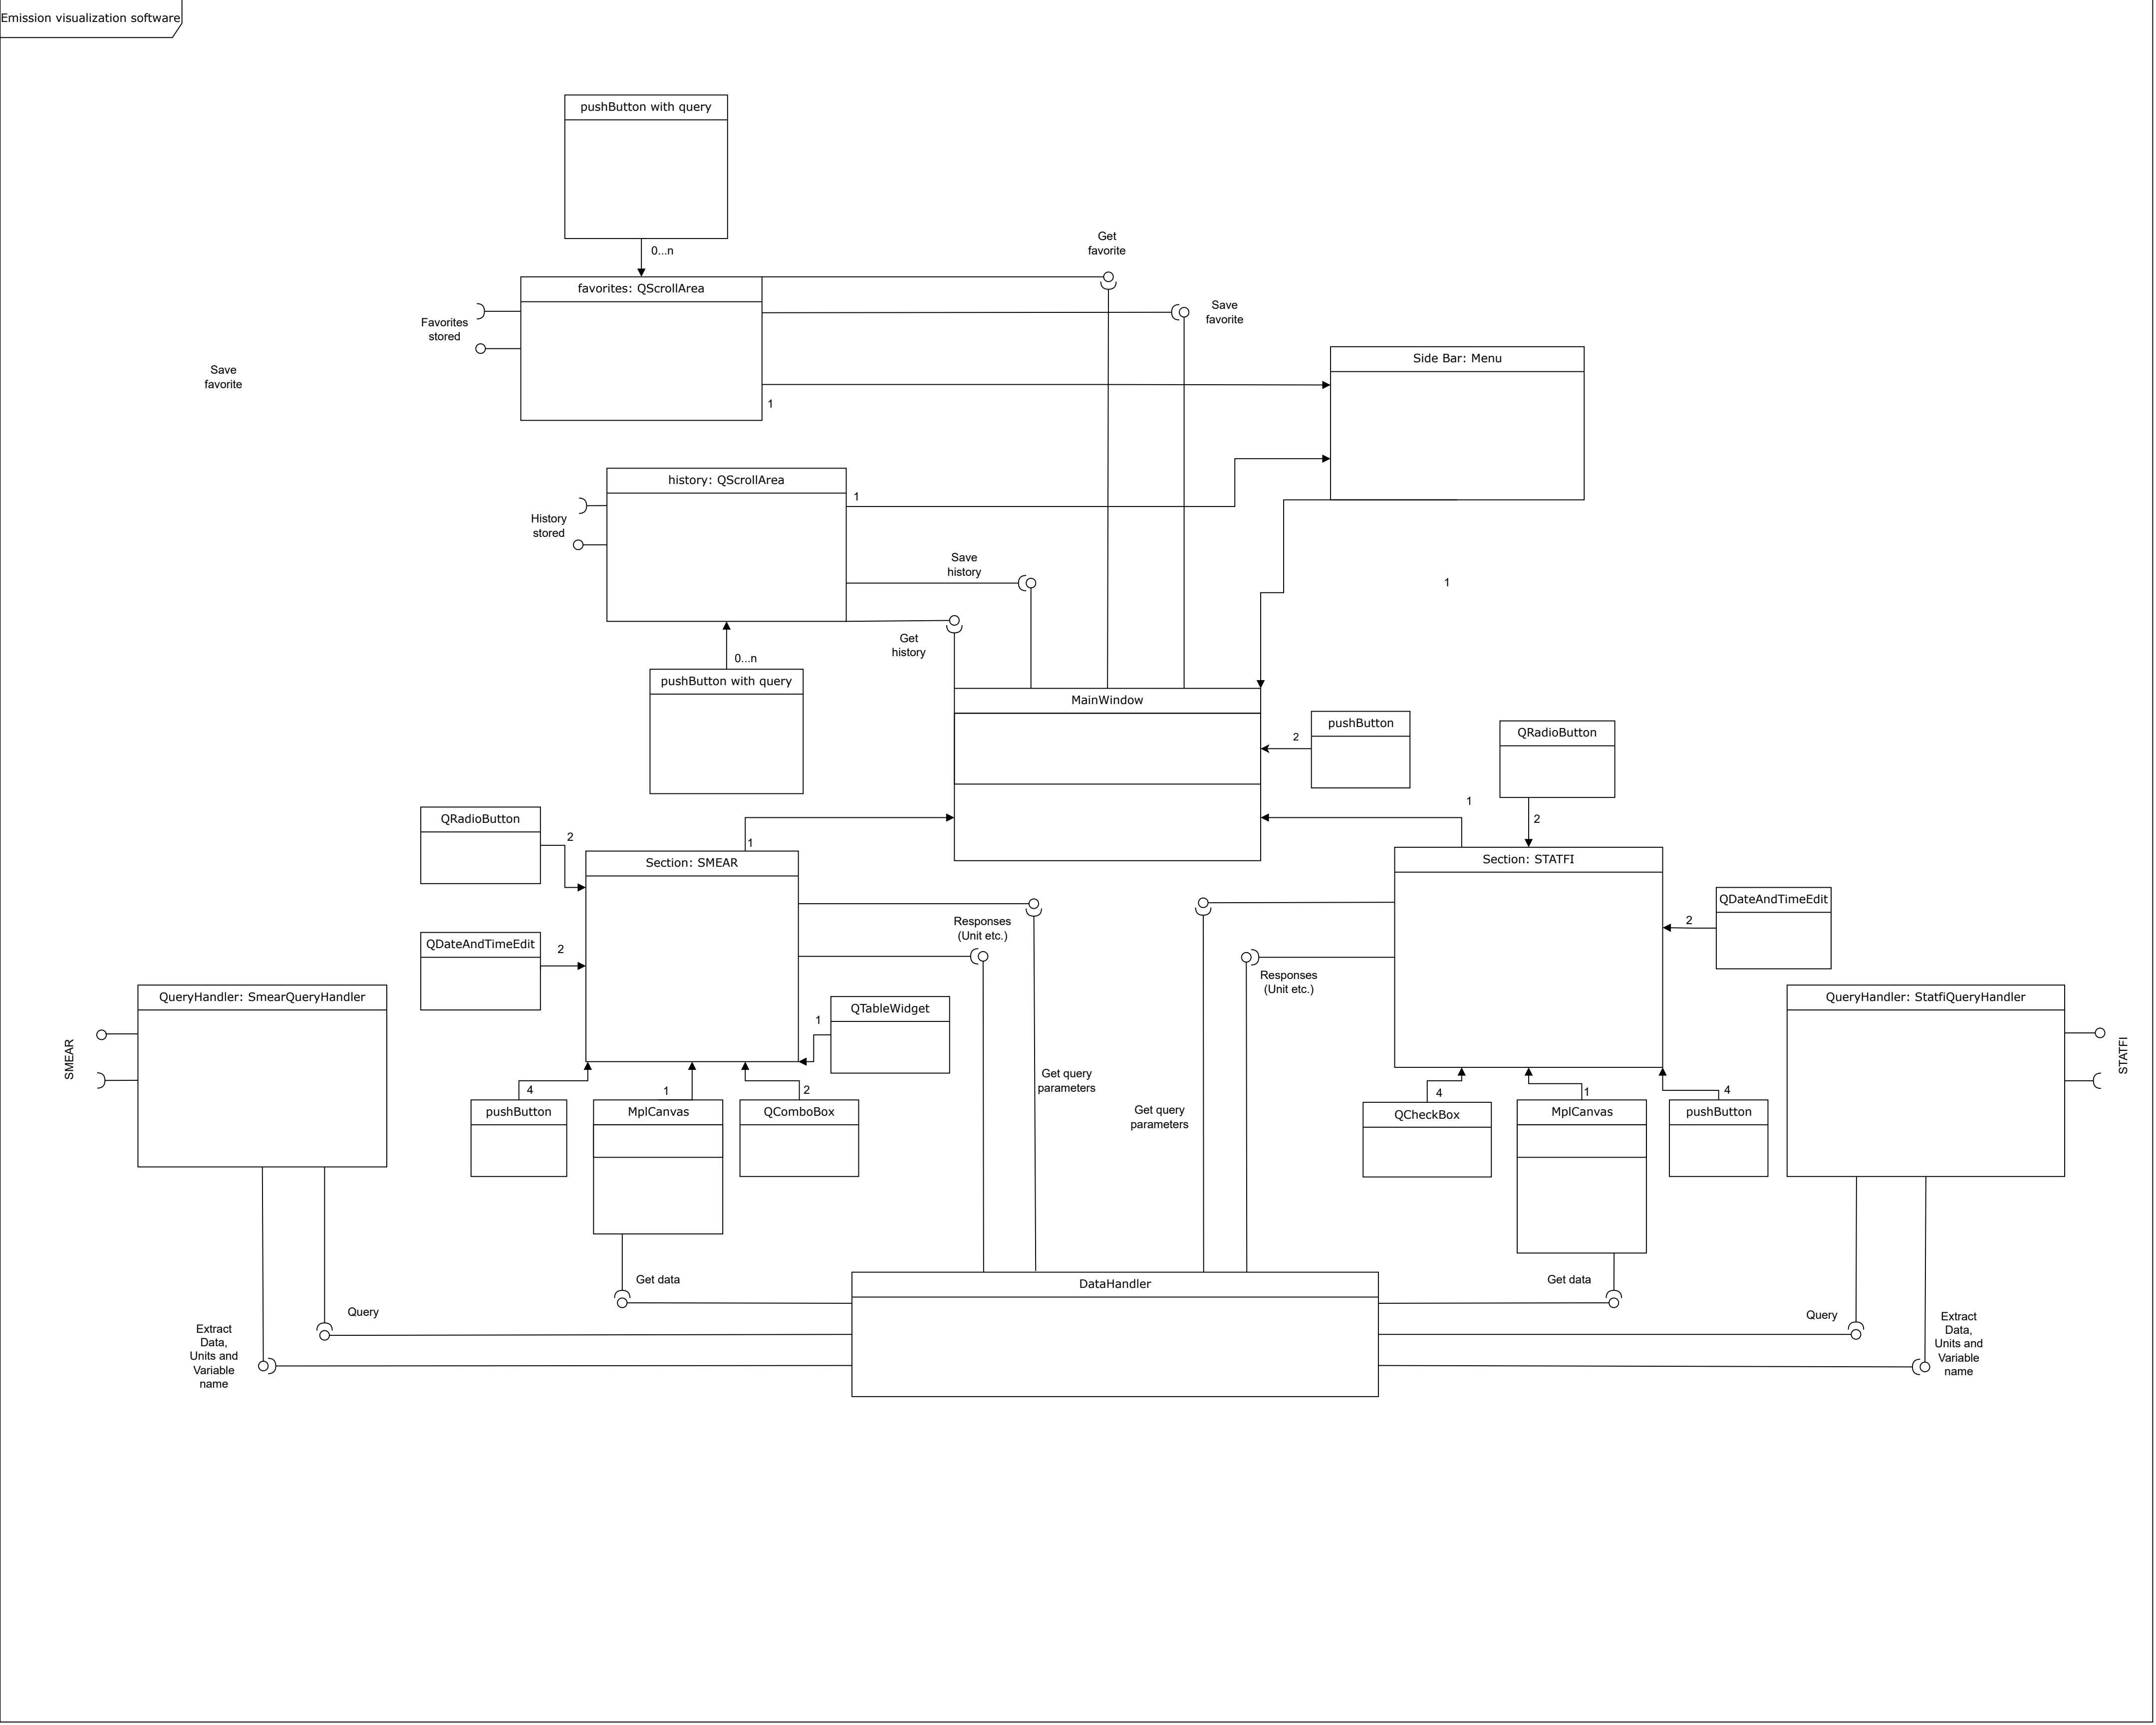 Emission visualization software
pushButton with query
0...n
Get
favorite
favorites: QScrollArea
Save
favorite
Favorites
stored
Side Bar: Menu
Save
favorite
1
history: QScrollArea
1
History
stored
Save
history
1
Get
history
0...n
pushButton with query
MainWindow
pushButton
2
QRadioButton
1
2
QRadioButton
2
1
Section: SMEAR
Section: STATFI
QDateAndTimeEdit
2
Responses
(Unit etc.)
QDateAndTimeEdit
2
Responses
(Unit etc.)
QueryHandler: SmearQueryHandler
QTableWidget
1
QueryHandler: StatfiQueryHandler
SMEAR
STATFI
Get query
parameters
4
1
2
4
1
4
pushButton
MplCanvas
QComboBox
Get query
parameters
QCheckBox
MplCanvas
pushButton
Get data
DataHandler
Get data
Query
Query
Extract
Data,
Units and
Variable
name
Extract
Data,
Units and
Variable
name